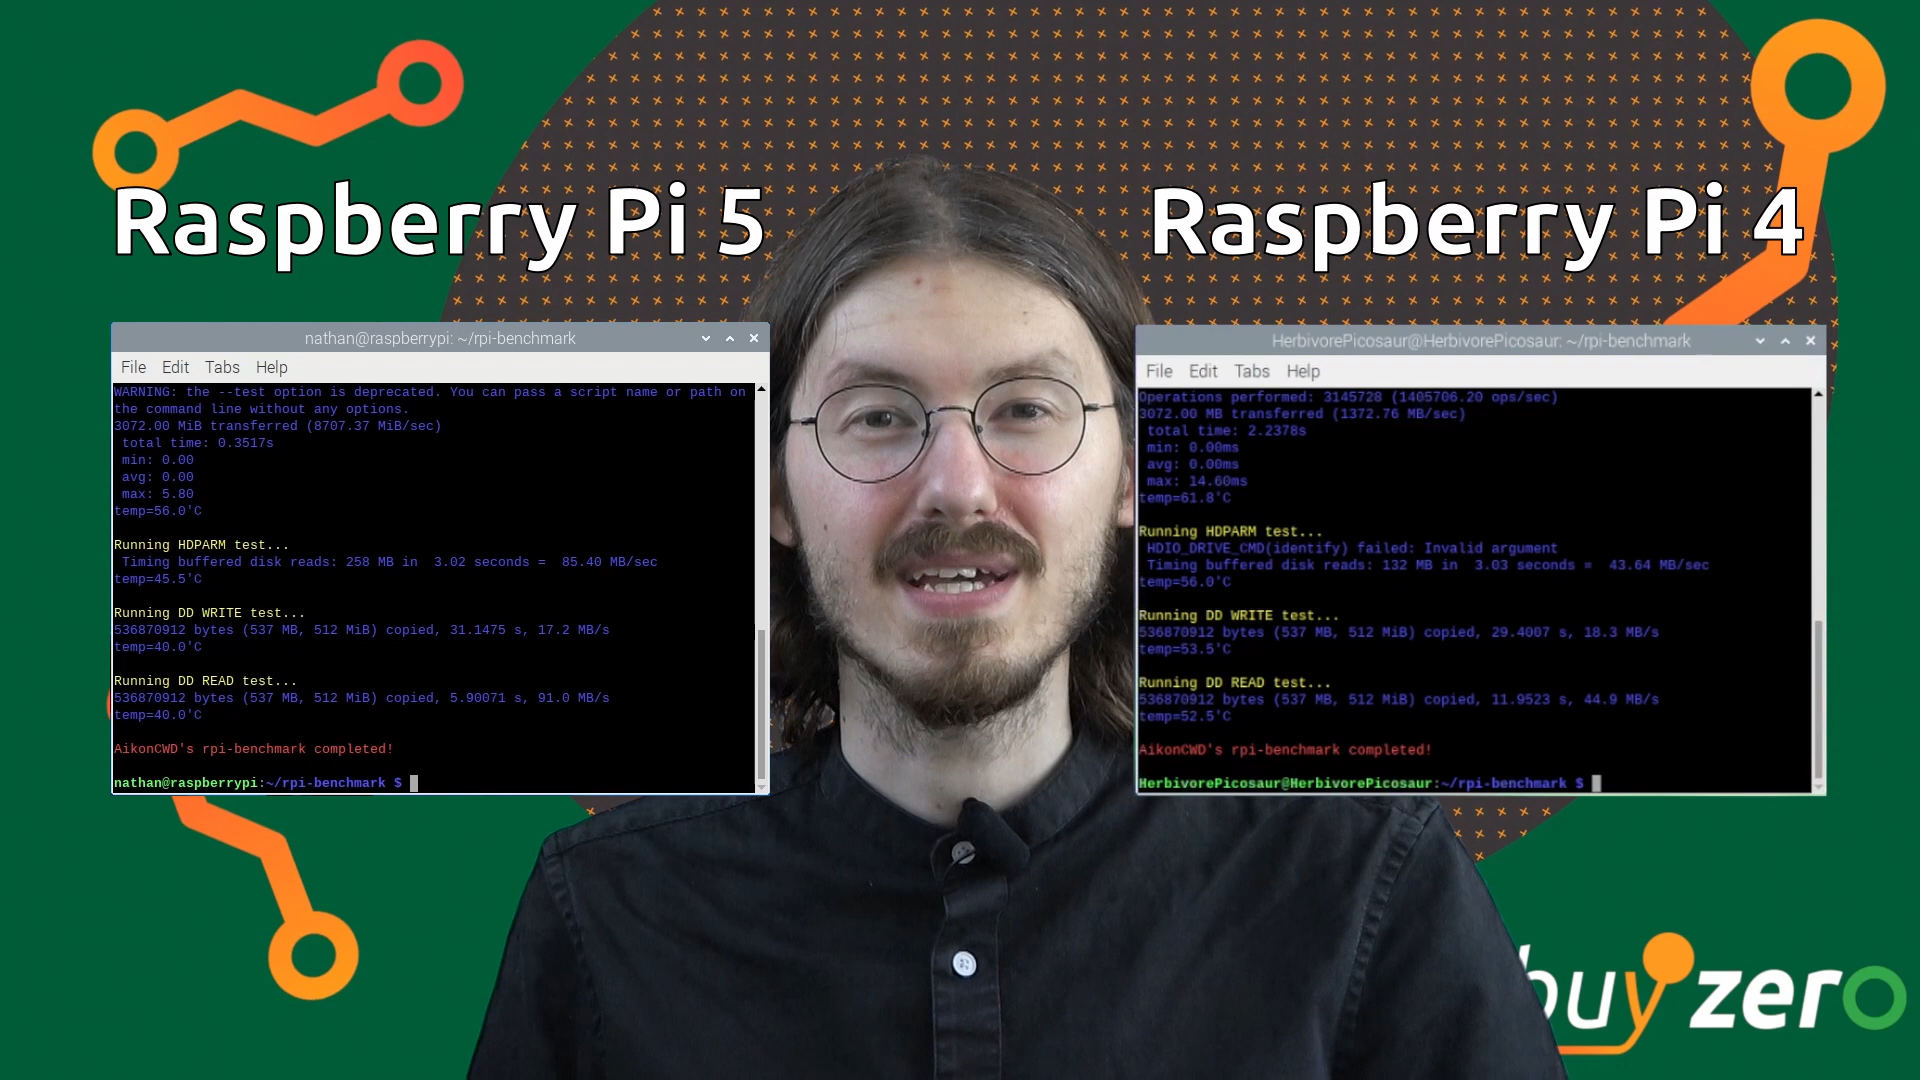 Raspberry Pi 5
Raspberry Pi 4
nathan@raspberrypi: ~/rpi-benchmark
File Edit Tabs Help
WARNING: the --test option is deprecated. You can pass a script name or path on
the command line without any options.
3072.00 MiB transferred (8707.37 MiB/sec)
total time: 0.3517s
min: 0.00
avg: 0.00
max: 5.80
temp=56.0'C
Running HDPARM test...
Timing buffered disk reads: 258 MB in  3.02 seconds =  85.40 MB/sec
temp=45.5'C
Running DD WRITE test...
536870912 bytes (537 MB, 512 MiB) copied, 31.1475 s, 17.2 MB/s
temp=40.0'C
Running DD READ test...
536870912 bytes (537 MB, 512 MiB) copied, 5.90071 s, 91.0 MB/s
temp=40.0'C
AikonCWD's rpi-benchmark completed!
nathan@raspberrypi:~/rpi-benchmark $
HerbivorePicosaur@HerbivorePicosaur: ~/rpi-benchmark
File Edit Tabs Help
Operations performed: 3145728 (1405706.20 ops/sec)
3072.00 MB transferred (1372.76 MB/sec)
total time: 2.2378s
min: 0.00ms
avg: 0.00ms
max: 14.60ms
temp=61.8'C
Running HDPARM test...
HDIO_DRIVE_CMD(identify) failed: Invalid argument
Timing buffered disk reads: 132 MB in  3.03 seconds =  43.64 MB/sec
temp=56.0'C
Running DD WRITE test...
536870912 bytes (537 MB, 512 MiB) copied, 29.4007 s, 18.3 MB/s
temp=53.5'C
Running DD READ test...
536870912 bytes (537 MB, 512 MiB) copied, 11.9523 s, 44.9 MB/s
temp=52.5'C
AikonCWD's rpi-benchmark completed!
HerbivorePicosaur@HerbivorePicosaur:~/rpi-benchmark $
buyzero